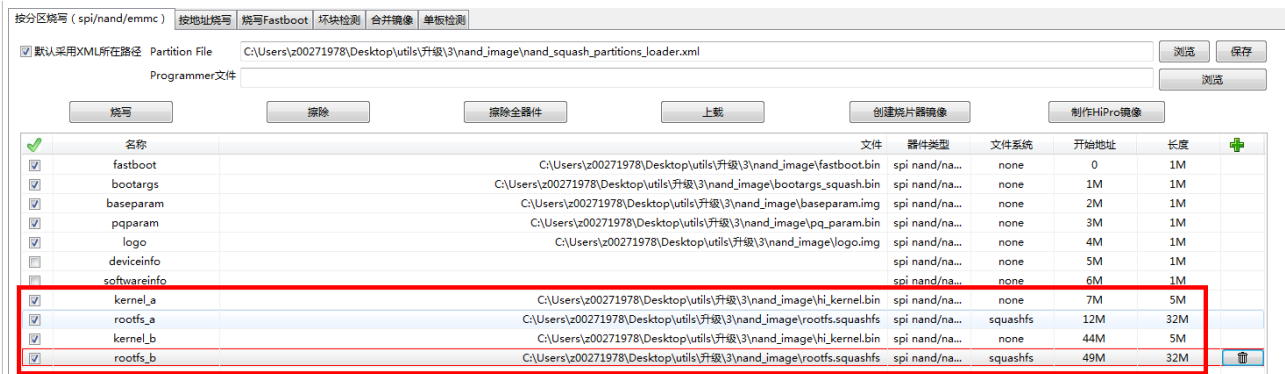 按分区烧写（spi/nand/emmc） 按地址烧写 烧写Fastboot 坏块检测 合并镜像 单板检测
默认采用XML所在路径 Partition File C:\Users\z00271978\Desktop\utils\升级\3\nand_image\nand_squash_partitions_loader.xml 浏览 保存
Programmer文件 浏览
烧写 擦除 擦除全器件 上载 创建烧片器镜像 制作HiPro镜像
名称 文件 器件类型 文件系统 开始地址 长度
fastboot C:\Users\z00271978\Desktop\utils\升级\3\nand_image\fastboot.bin spi nand/na... none 0 1M
bootargs C:\Users\z00271978\Desktop\utils\升级\3\nand_image\bootargs_squash.bin spi nand/na... none 1M 1M
baseparam C:\Users\z00271978\Desktop\utils\升级\3\nand_image\baseparam.img spi nand/na... none 2M 1M
pqparam C:\Users\z00271978\Desktop\utils\升级\3\nand_image\pq_param.bin spi nand/na... none 3M 1M
logo C:\Users\z00271978\Desktop\utils\升级\3\nand_image\logo.img spi nand/na... none 4M 1M
deviceinfo spi nand/na... none 5M 1M
softwareinfo spi nand/na... none 6M 1M
kernel_a C:\Users\z00271978\Desktop\utils\升级\3\nand_image\hi_kernel.bin spi nand/na... none 7M 5M
rootfs_a C:\Users\z00271978\Desktop\utils\升级\3\nand_image\rootfs.squashfs spi nand/na... squashfs 12M 32M
kernel_b C:\Users\z00271978\Desktop\utils\升级\3\nand_image\hi_kernel.bin spi nand/na... none 44M 5M
rootfs_b C:\Users\z00271978\Desktop\utils\升级\3\nand_image\rootfs.squashfs spi nand/na... squashfs 49M 32M